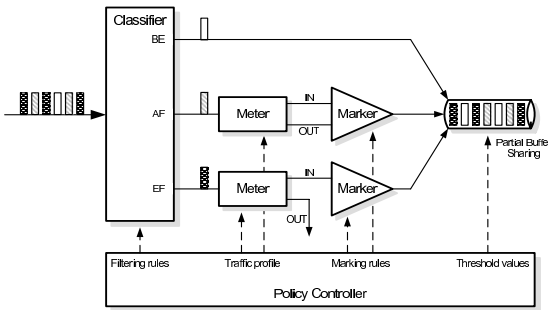 Classifier
BE
AF
Meter
IN
OUT
Marker
Partial Buffer
Sharing
EF
Meter
IN
OUT
Marker
Filtering rules
Traffic profile
Marking rules
Threshold values
Policy Controller